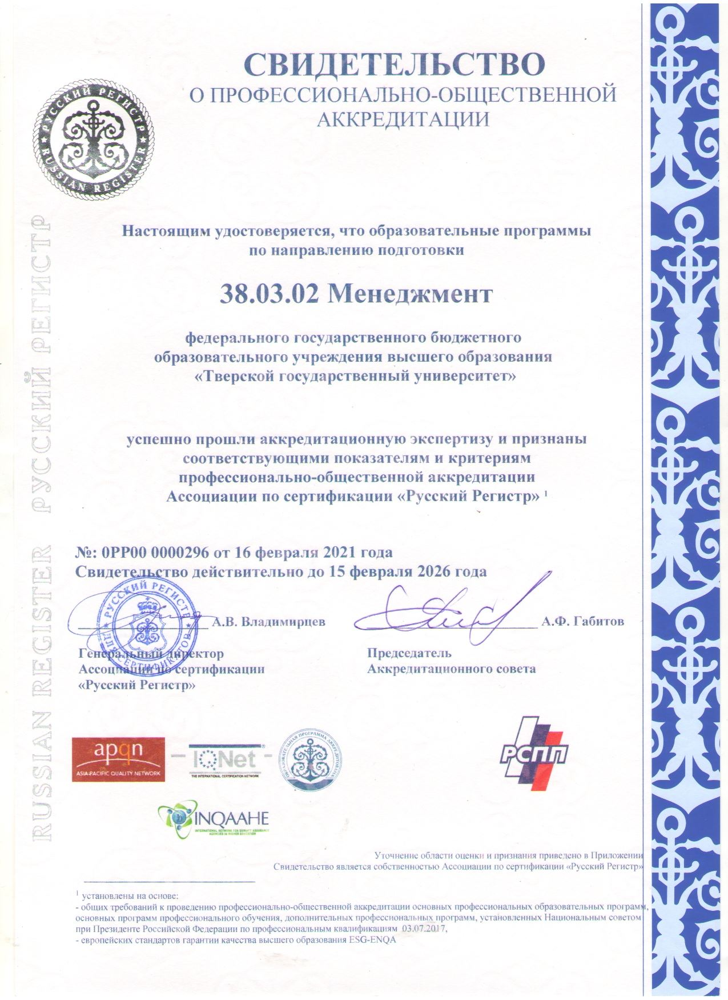 СВИДЕТЕЛЬСТВО
О ПРОФЕССИОНАЛЬНО-ОБЩЕСТВЕННОЙ
АККРЕДИТАЦИИ
РУССКИЙ РЕГИСТР
RUSSIAN REGISTER
RUSSIAN REGISTER РУССКИЙ РЕГИСТР
Настоящим удостоверяется, что образовательные программы
по направлению подготовки
38.03.02 Менеджмент
федерального государственного бюджетного
образовательного учреждения высшего образования
«Тверской государственный университет»
успешно прошли аккредитационную экспертизу и признаны
соответствующими показателям и критериям
профессионально-общественной аккредитации
Ассоциации по сертификации «Русский Регистр» 1
№: 0РР00 0000296 от 16 февраля 2021 года
Свидетельство действительно до 15 февраля 2026 года
РУССКИЙ РЕГИСТР
ДЛЯ СЕРТИФИКАТОВ
А.В. Владимирцев
А.Ф. Габитов
Генеральный директор
Ассоциации по сертификации
«Русский Регистр»
Председатель
Аккредитационного совета
apqn
ASIA-PACIFIC QUALITY NETWORK
IQNet
THE INTERNATIONAL CERTIFICATION NETWORK
ОБРАЗОВАТЕЛЬНАЯ ПРОГРАММА АККРЕДИТОВАНА
РСПП
INQAAHE
INTERNATIONAL NETWORK FOR QUALITY ASSURANCE
AGENCIES IN HIGHER EDUCATION
Уточнение области оценки и признания приведено в Приложении
Свидетельство является собственностью Ассоциации по сертификации «Русский Регистр»
1 установлены на основе:
- общих требований к проведению профессионально-общественной аккредитации основных профессиональных образовательных программ,
основных программ профессионального обучения, дополнительных профессиональных программ, установленных Национальным советом
при Президенте Российской Федерации по профессиональным квалификациям 03.07.2017,
- европейских стандартов гарантии качества высшего образования ESG-ENQA